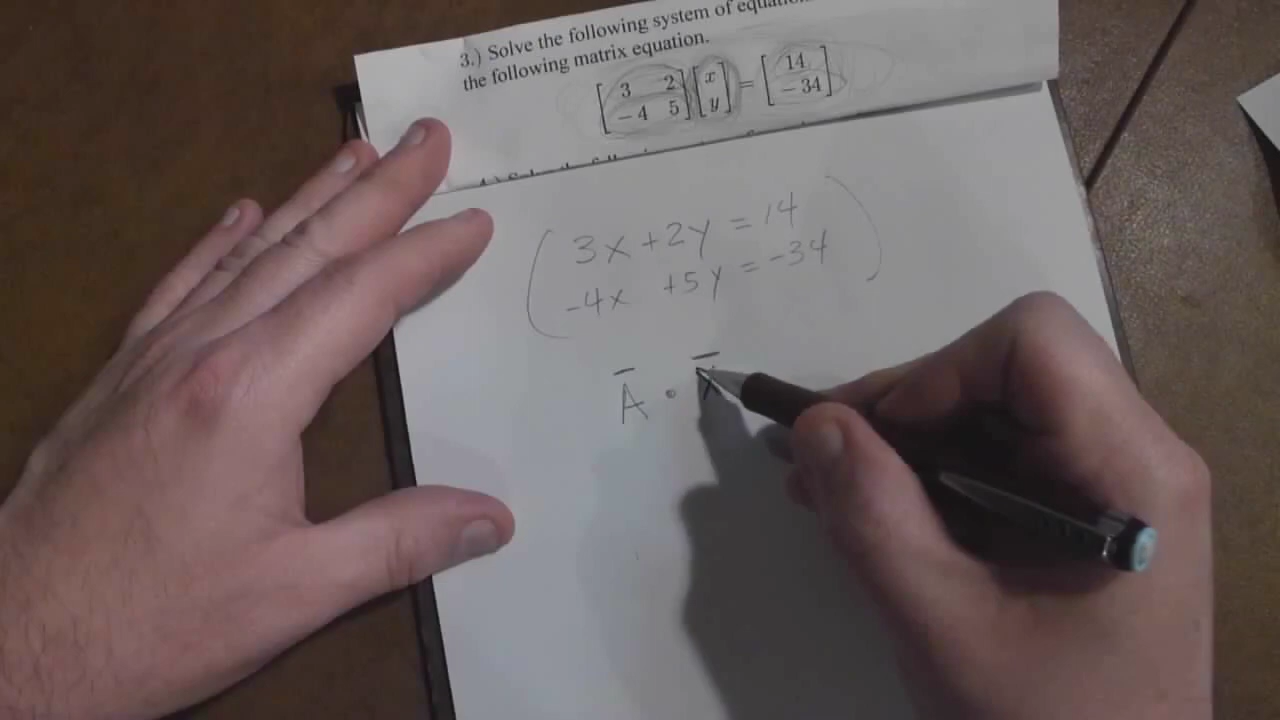 3.) Solve the following system of
the following matrix equation.
[ 3 2 ] [ x ] = [ 14 ]
[ -4 5 ] [ y ] [ -34 ]
( 3x + 2y = 14 )
-4x +5y = -34
A̅ · x̅